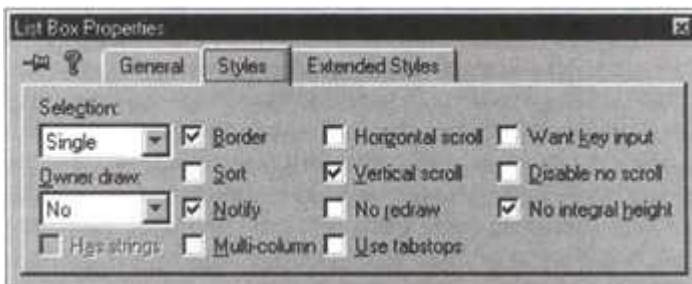 List Box Properties
General Styles Extended Styles
Selection:
Single Border Horizontal scroll Want key input
Owner draw: Sort Vertical scroll Disable no scroll
No Notify No redraw No integral height
Has strings Multi-column Use tabstops